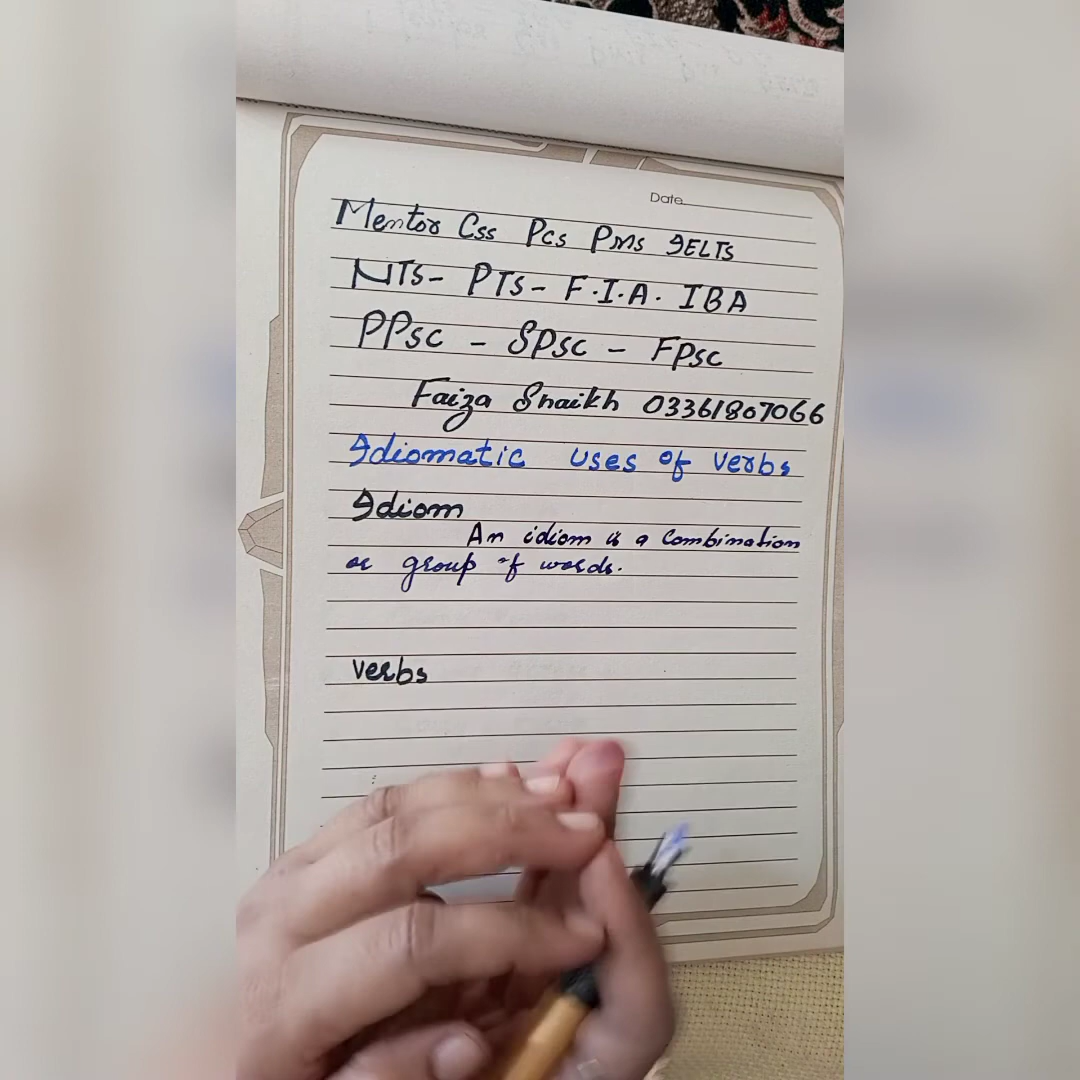 Date
Mentor Css Pcs PMs IELTS
NTS- PTS- F.I.A. IBA
PPsc - SPsc - FPsc
Faiza Shaikh 03361807066
Idiomatic uses of verbs
Idiom
An idiom is a combination
or group of words.
verbs